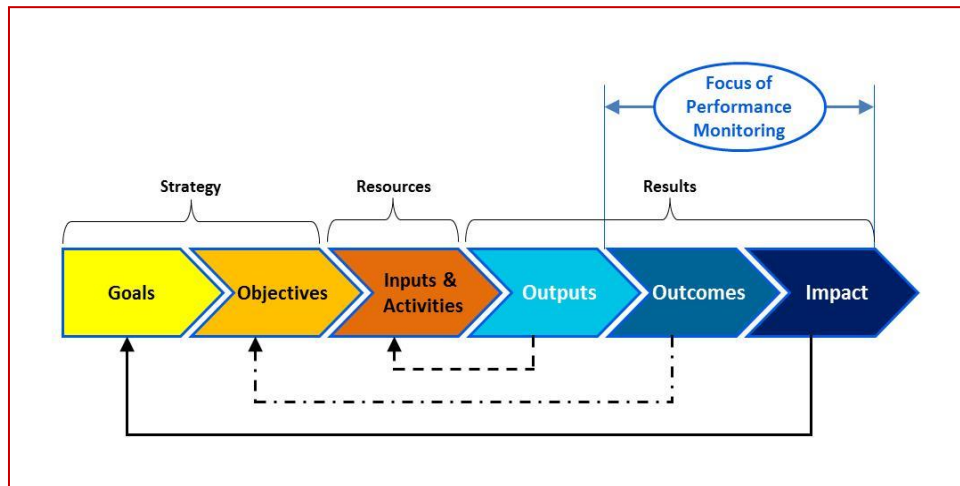 Focus of
Performance
Monitoring
Strategy
Resources
Results
Goals
Objectives
Inputs &
Activities
Outputs
Outcomes
Impact